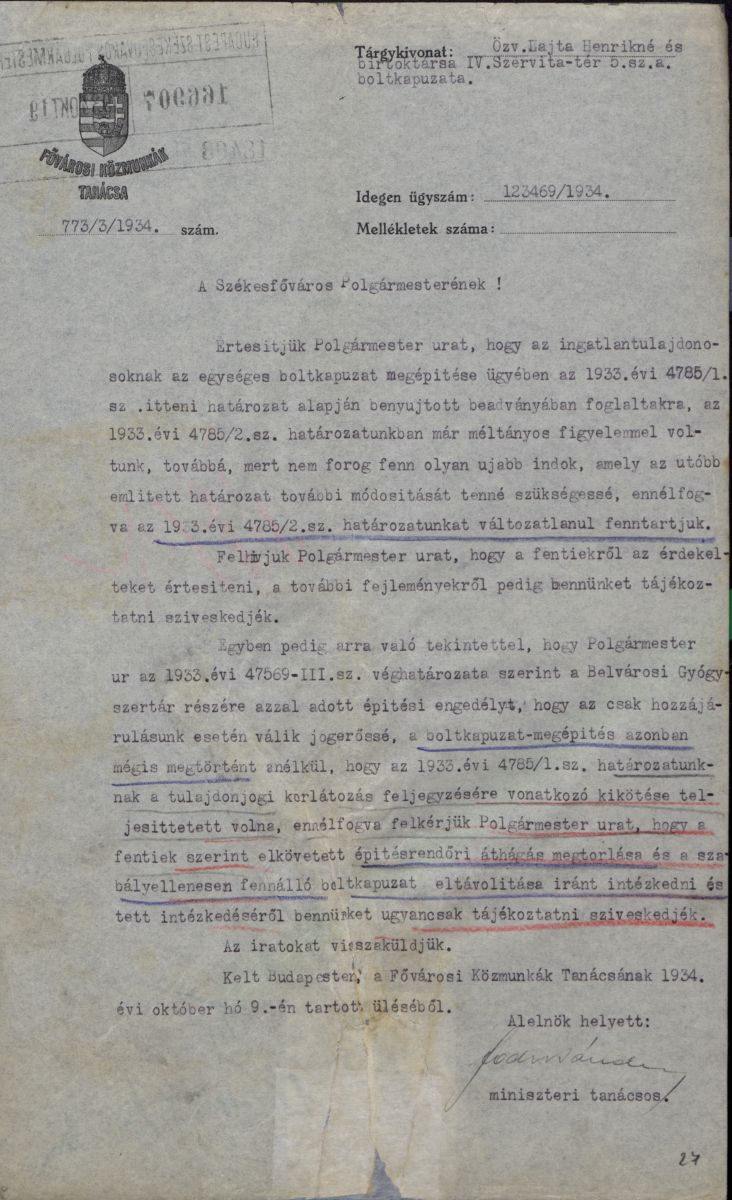 Tárgykivonat: Özv.Lajta Henrikné és
birtoktársa IV.Szervita-tér 5.sz.a.
boltkapuzata.
166907
OKT 19
FŐVÁROSI KÖZMUNKÁK
TANÁCSA
Idegen ügyszám: 123469/1934.
773/3/1934. szám.
Mellékletek száma:
A Székesfőváros Polgármesterének !
Értesitjük Polgármester urat, hogy az ingatlantulajdono-
soknak az egységes boltkapuzat megépitése ügyében az 1933.évi 4785/1.
sz .itteni határozat alapján benyujtott beadványában foglaltakra, az
1933.évi 4785/2.sz. határozatunkban már méltányos figyelemmel vol-
tunk, továbbá, mert nem forog fenn olyan ujabb indok, amely az utóbb
emlitett határozat további módositását tenné szükségessé, ennélfog-
va az 1933.évi 4785/2.sz. határozatunkat változatlanul fenntartjuk.
Felhivjuk Polgármester urat, hogy a fentiekről az érdekel-
teket értesiteni, a további fejleményekről pedig bennünket tájékoz-
tatni sziveskedjék.
Egyben pedig arra való tekintettel, hogy Polgármester
ur az 1933.évi 47569-III.sz. véghatározata szerint a Belvárosi Gyógy-
szertár részére azzal adott épitési engedélyt, hogy az csak hozzájá-
rulásunk esetén válik jogerőssé, a boltkapuzat-megépités azonban
mégis megtörtént anélkül, hogy az 1933.évi 4785/1.sz. határozatunk-
nak a tulajdonjogi korlátozás feljegyzésére vonatkozó kikötése tel-
jesittetett volna, ennélfogva felkérjük Polgármester urat, hogy a
fentiek szerint elkövetett épitésrendőri áthágás megtorlása és a sza-
bályellenesen fennálló boltkapuzat eltávolitása iránt intézkedni és
tett intézkedéséről bennünket ugyancsak tájékoztatni sziveskedjék.
Az iratokat visszaküldjük.
Kelt Budapesten, a Fővárosi Közmunkák Tanácsának 1934.
évi október hó 9.-én tartott üléséből.
Alelnök helyett:
miniszteri tanácsos.
27